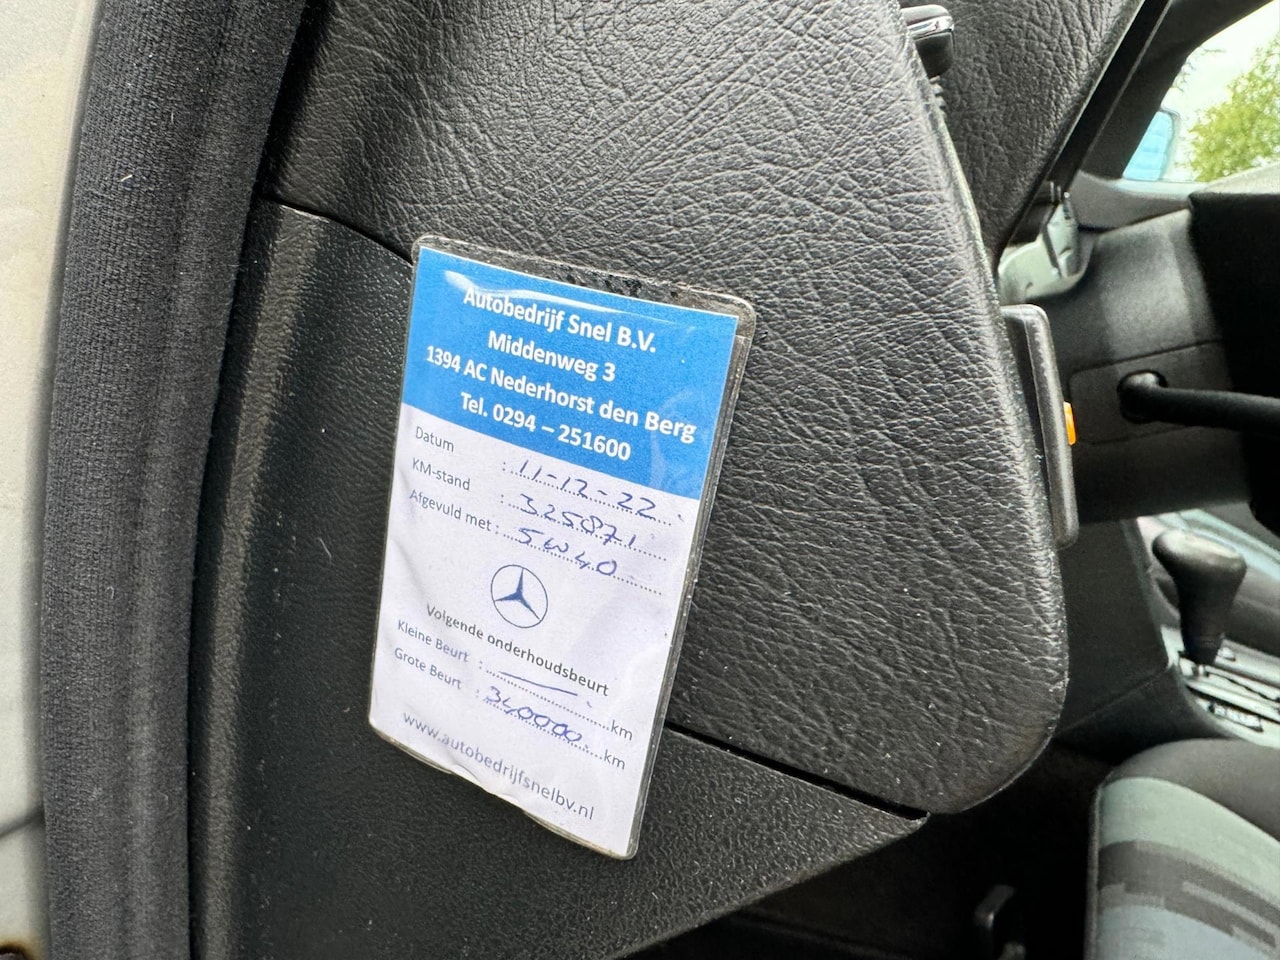 Autobedrijf Snel B.V.
Middenweg 3
1394 AC Nederhorst den Berg
Tel. 0294 – 251600
Datum : 11-12-22
KM-stand : 325871
Afgevuld met : 5W40
Volgende onderhoudsbeurt
Kleine Beurt : km
Grote Beurt : 340000 km
www.autobedrijfsnelbv.nl